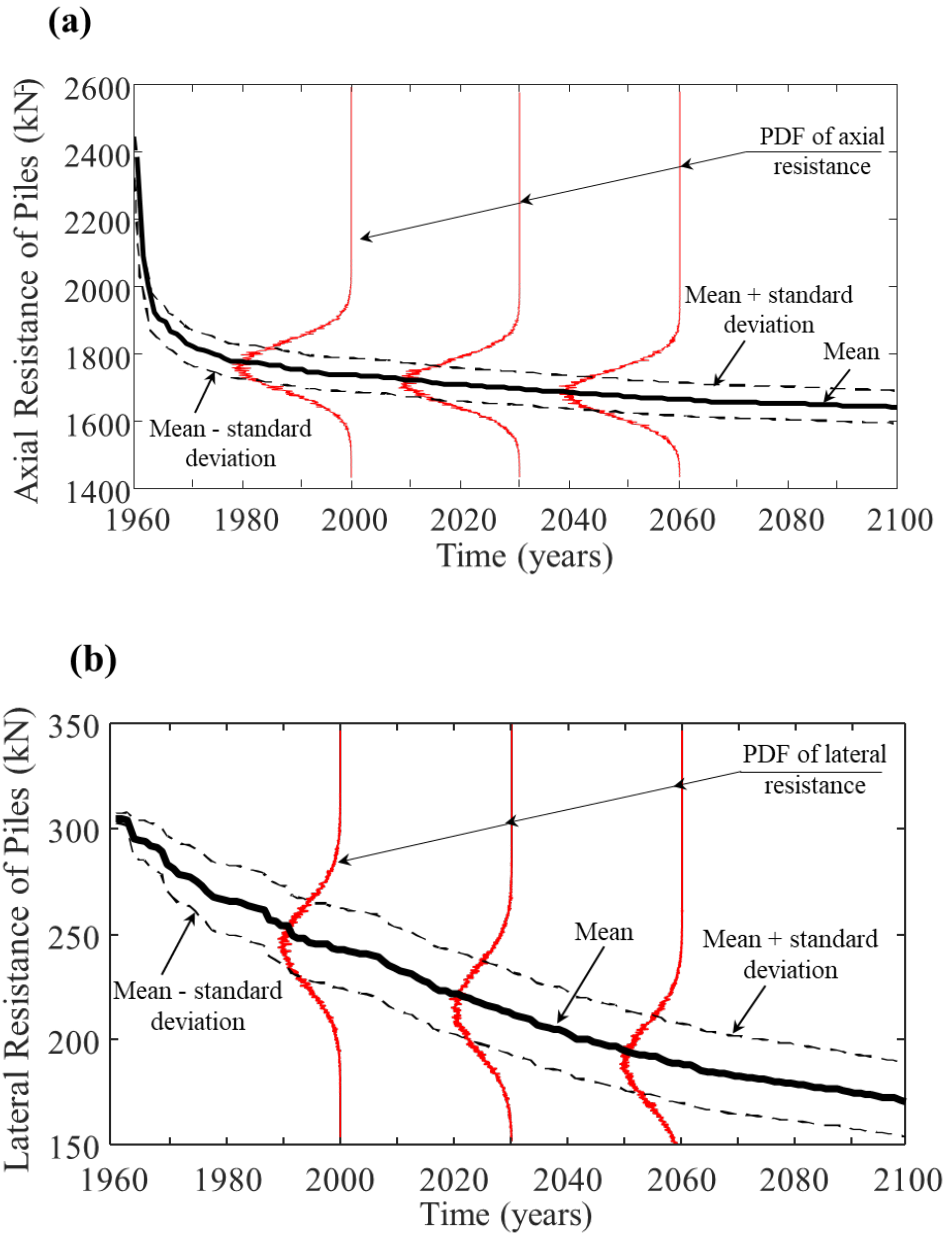 (a)
Axial Resistance of Piles (kN)
2600
2400
2200
2000
1800
1600
1400
PDF of axial
resistance
Mean + standard
deviation
Mean
Mean - standard
deviation
1960
1980
2000
2020
2040
2060
2080
2100
Time (years)
(b)
Lateral Resistance of Piles (kN)
350
300
250
200
150
PDF of lateral
resistance
Mean
Mean + standard
deviation
Mean - standard
deviation
1960
1980
2000
2020
2040
2060
2080
2100
Time (years)